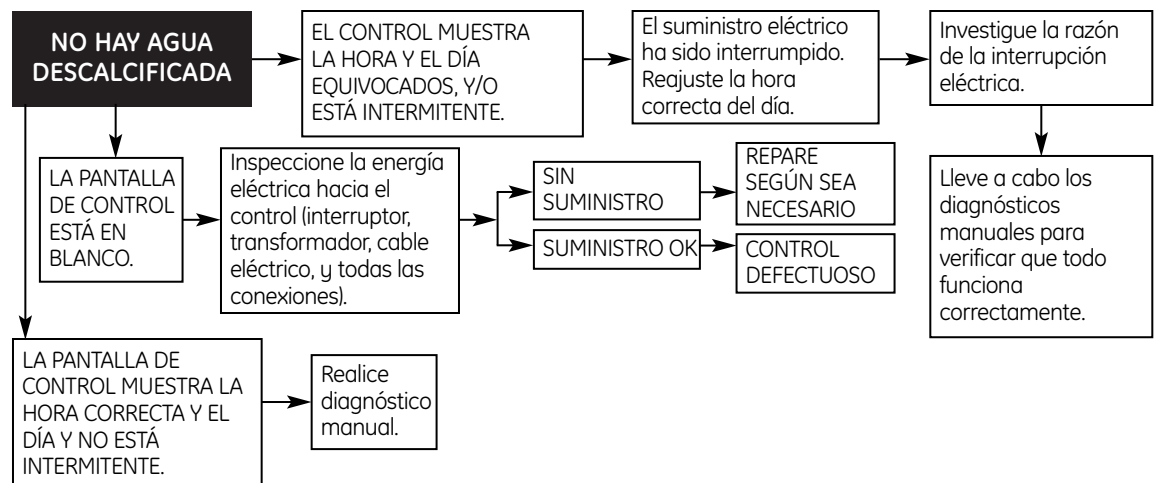 NO HAY AGUA
DESCALCIFICADA
EL CONTROL MUESTRA
LA HORA Y EL DÍA
EQUIVOCADOS, Y/O
ESTÁ INTERMITENTE.
El suministro eléctrico
ha sido interrumpido.
Reajuste la hora
correcta del día.
Investigue la razón
de la interrupción
eléctrica.
Lleve a cabo los
diagnósticos
manuales para
verificar que todo
funciona
correctamente.
LA PANTALLA
DE CONTROL
ESTÁ EN
BLANCO.
Inspeccione la energía
eléctrica hacia el
control (interruptor,
transformador, cable
eléctrico, y todas las
conexiones).
SIN
SUMINISTRO
REPARE
SEGÚN SEA
NECESARIO
SUMINISTRO OK
CONTROL
DEFECTUOSO
LA PANTALLA DE
CONTROL MUESTRA LA
HORA CORRECTA Y EL
DÍA Y NO ESTÁ
INTERMITENTE.
Realice
diagnóstico
manual.